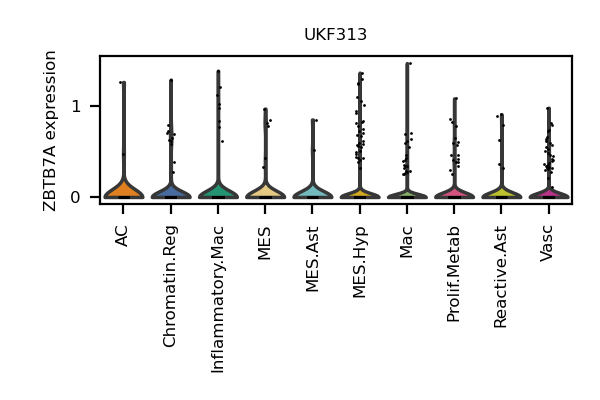 UKF313
ZBTB7A expression
1
0
AC
Chromatin.Reg
Inflammatory.Mac
MES
MES.Ast
MES.Hyp
Mac
Prolif.Metab
Reactive.Ast
Vasc